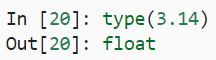 In [20]: type(3.14)
Out[20]: float